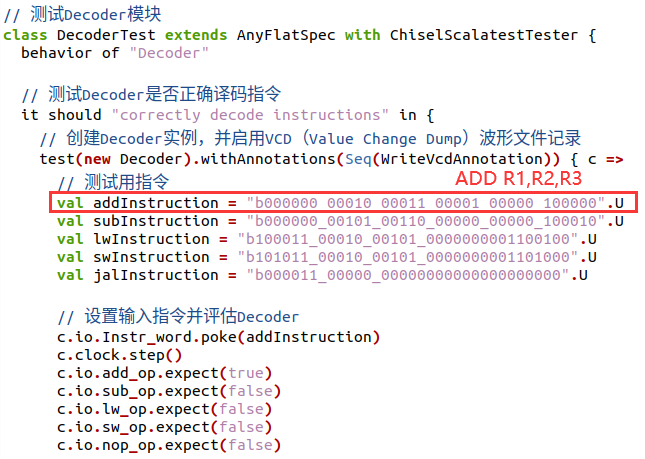 // 测试Decoder模块
class DecoderTest extends AnyFlatSpec with ChiselScalatestTester {
  behavior of "Decoder"

  // 测试Decoder是否正确译码指令
  it should "correctly decode instructions" in {
    // 创建Decoder实例，并启用VCD（Value Change Dump）波形文件记录
    test(new Decoder).withAnnotations(Seq(WriteVcdAnnotation)) { c =>
      // 测试用指令
ADD R1,R2,R3
      val addInstruction = "b000000_00010_00011_00001_00000_100000".U
      val subInstruction = "b000000_00101_00110_00000_00000_100010".U
      val lwInstruction = "b100011_00010_00101_0000000001100100".U
      val swInstruction = "b101011_00010_00101_0000000001101000".U
      val jalInstruction = "b000011_00000_000000000000000000000".U

      // 设置输入指令并评估Decoder
      c.io.Instr_word.poke(addInstruction)
      c.clock.step()
      c.io.add_op.expect(true)
      c.io.sub_op.expect(false)
      c.io.lw_op.expect(false)
      c.io.sw_op.expect(false)
      c.io.nop_op.expect(false)